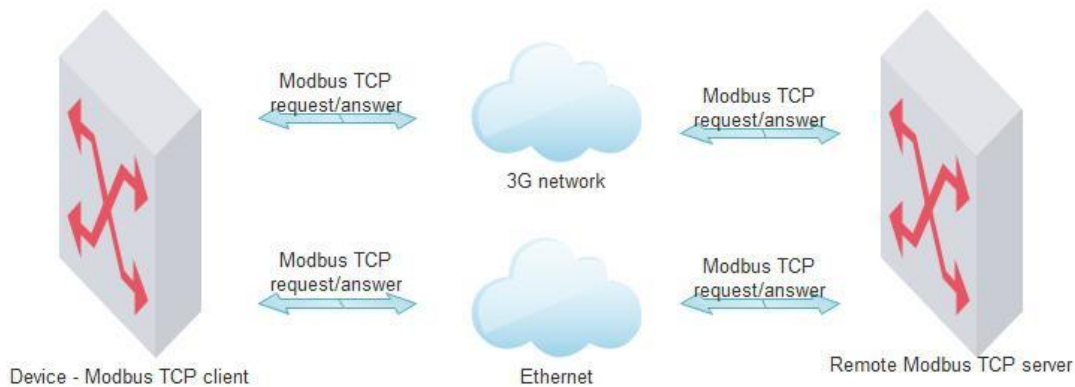 Modbus TCP
request/answer
Modbus TCP
request/answer
3G network
Modbus TCP
request/answer
Modbus TCP
request/answer
Device - Modbus TCP client
Ethernet
Remote Modbus TCP server